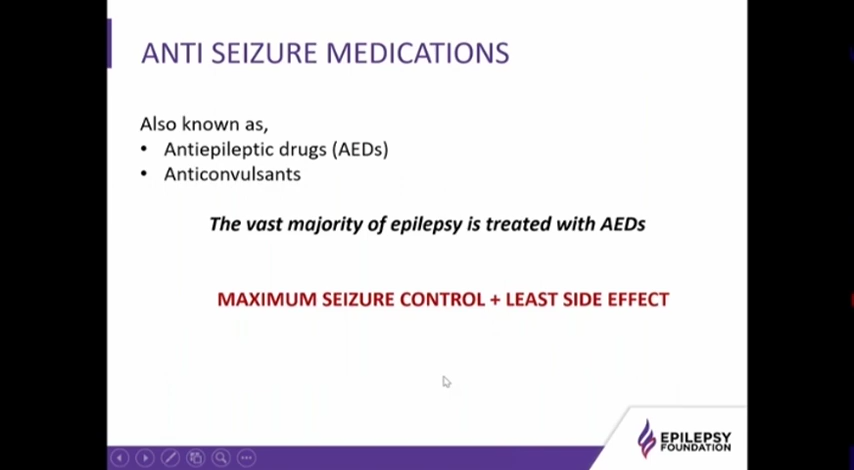 ANTI SEIZURE MEDICATIONS
Also known as,
• Antiepileptic drugs (AEDs)
• Anticonvulsants
The vast majority of epilepsy is treated with AEDs
MAXIMUM SEIZURE CONTROL + LEAST SIDE EFFECT
EPILEPSY
FOUNDATION